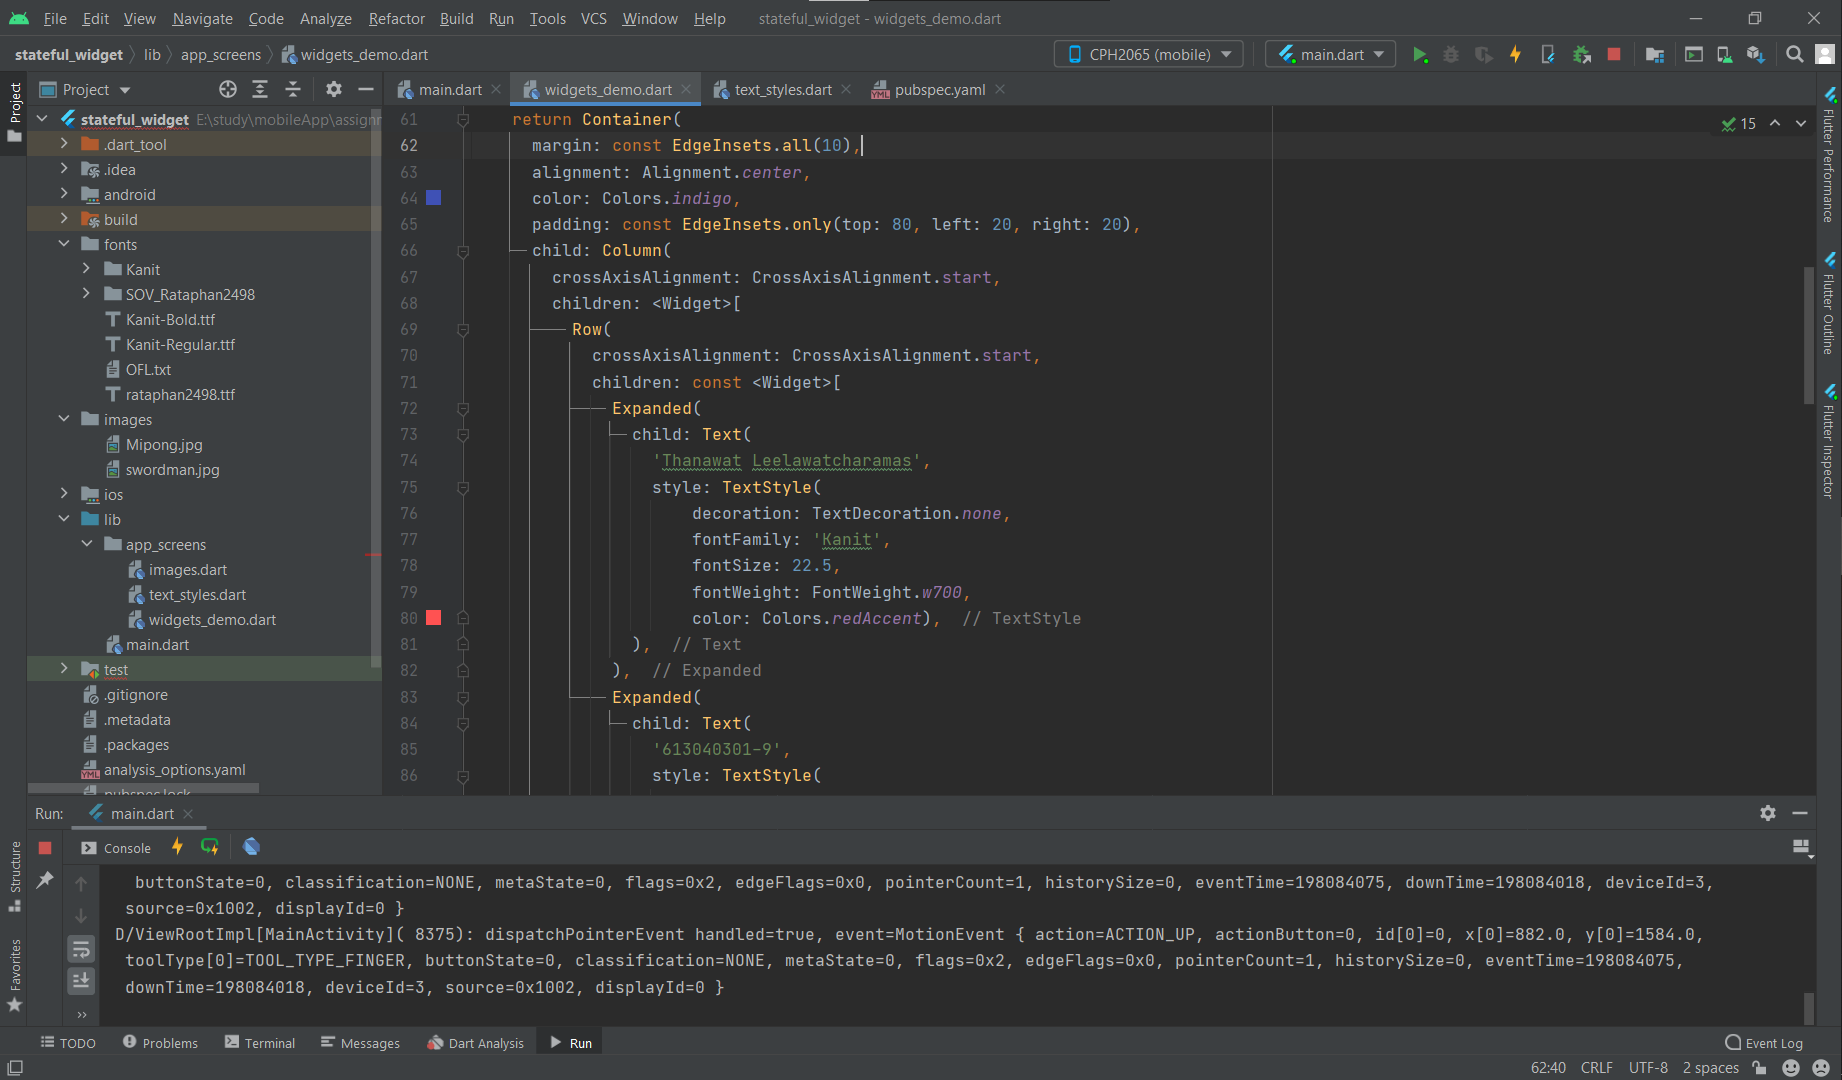 File Edit View Navigate Code Analyze Refactor Build Run Tools VCS Window Help stateful_widget - widgets_demo.dart
stateful_widget lib app_screens widgets_demo.dart CPH2065 (mobile) main.dart
Project main.dart widgets_demo.dart text_styles.dart pubspec.yaml
Project
stateful_widget E:\study\mobileApp\assignr
.dart_tool
.idea
android
build
fonts
Kanit
SOV_Rataphan2498
Kanit-Bold.ttf
Kanit-Regular.ttf
OFL.txt
rataphan2498.ttf
images
Mipong.jpg
swordman.jpg
ios
lib
app_screens
images.dart
text_styles.dart
widgets_demo.dart
main.dart
test
.gitignore
.metadata
.packages
analysis_options.yaml
pubspec.lock
15
61 return Container(
62 margin: const EdgeInsets.all(10),
63 alignment: Alignment.center,
64 color: Colors.indigo,
65 padding: const EdgeInsets.only(top: 80, left: 20, right: 20),
66 child: Column(
67 crossAxisAlignment: CrossAxisAlignment.start,
68 children: <Widget>[
69 Row(
70 crossAxisAlignment: CrossAxisAlignment.start,
71 children: const <Widget>[
72 Expanded(
73 child: Text(
74 'Thanawat Leelawatcharamas',
75 style: TextStyle(
76 decoration: TextDecoration.none,
77 fontFamily: 'Kanit',
78 fontSize: 22.5,
79 fontWeight: FontWeight.w700,
80 color: Colors.redAccent), // TextStyle
81 ), // Text
82 ), // Expanded
83 Expanded(
84 child: Text(
85 '613040301-9',
86 style: TextStyle(
Flutter Performance
Flutter Outline
Flutter Inspector
Run: main.dart
Console
Structure
Favorites
buttonState=0, classification=NONE, metaState=0, flags=0x2, edgeFlags=0x0, pointerCount=1, historySize=0, eventTime=198084075, downTime=198084018, deviceId=3,
source=0x1002, displayId=0 }
D/ViewRootImpl[MainActivity]( 8375): dispatchPointerEvent handled=true, event=MotionEvent { action=ACTION_UP, actionButton=0, id[0]=0, x[0]=882.0, y[0]=1584.0,
toolType[0]=TOOL_TYPE_FINGER, buttonState=0, classification=NONE, metaState=0, flags=0x2, edgeFlags=0x0, pointerCount=1, historySize=0, eventTime=198084075,
downTime=198084018, deviceId=3, source=0x1002, displayId=0 }
TODO Problems Terminal Messages Dart Analysis Run Event Log
62:40 CRLF UTF-8 2 spaces